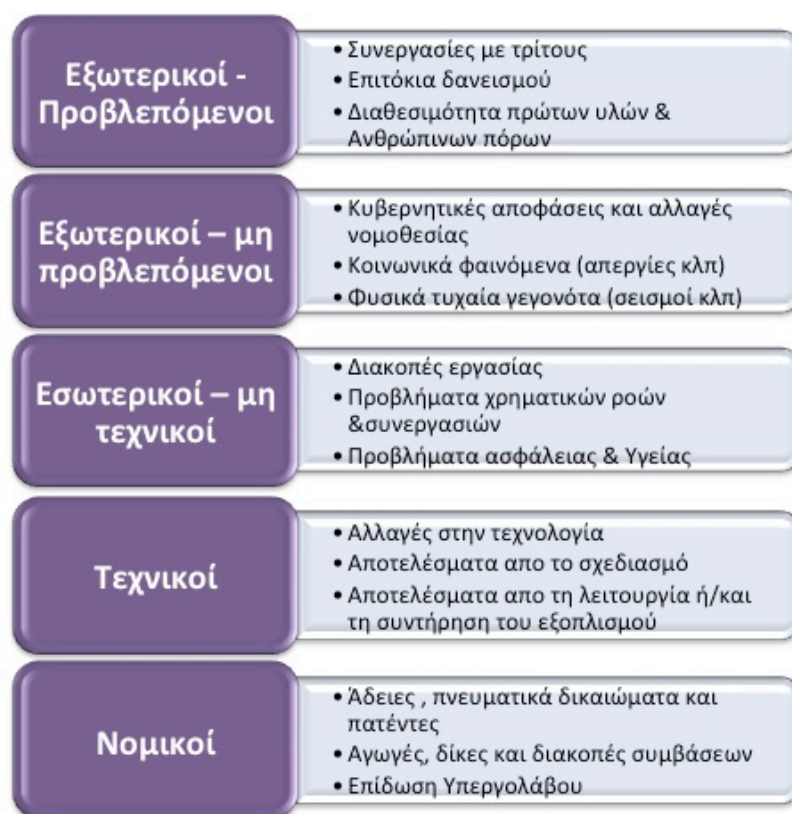 Εξωτερικοί -
Προβλεπόμενοι
• Συνεργασίες με τρίτους
• Επιτόκια δανεισμού
• Διαθεσιμότητα πρώτων υλών &
Ανθρώπινων πόρων
Εξωτερικοί – μη
προβλεπόμενοι
• Κυβερνητικές αποφάσεις και αλλαγές
νομοθεσίας
• Κοινωνικά φαινόμενα (απεργίες κλπ)
• Φυσικά τυχαία γεγονότα (σεισμοί κλπ)
Εσωτερικοί – μη
τεχνικοί
• Διακοπές εργασίας
• Προβλήματα χρηματικών ροών
&συνεργασιών
• Προβλήματα ασφάλειας & Υγείας
Τεχνικοί
• Αλλαγές στην τεχνολογία
• Αποτελέσματα απο το σχεδιασμό
• Αποτελέσματα απο τη λειτουργία ή/και
τη συντήρηση του εξοπλισμού
Νομικοί
• Άδειες , πνευματικά δικαιώματα και
πατέντες
• Αγωγές, δίκες και διακοπές συμβάσεων
• Επίδωση Υπεργολάβου